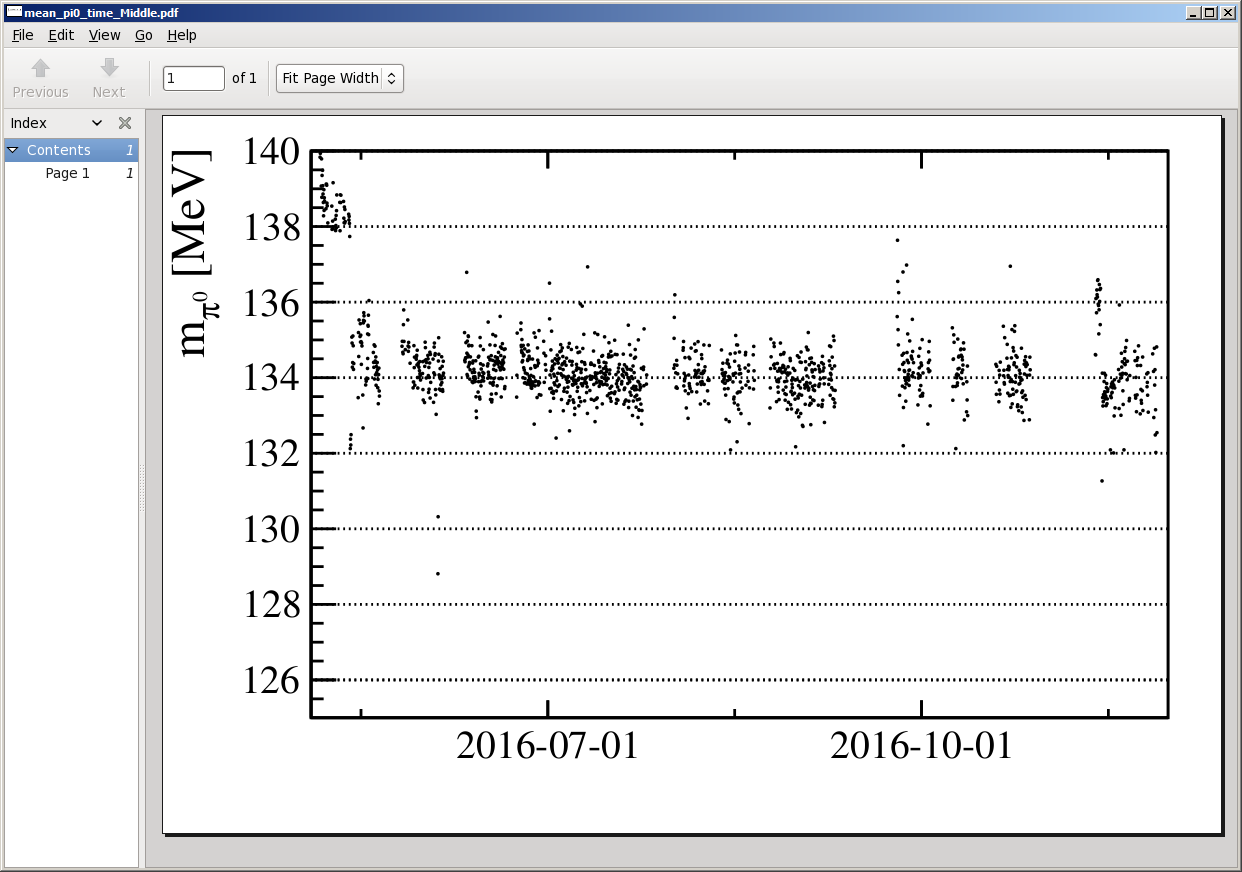 mean_pi0_time_Middle.pdf
File Edit View Go Help
Previous Next 1 of 1 Fit Page Width
Index
Contents 1
Page 1 1
m_π⁰ [MeV]
140
138
136
134
132
130
128
126
2016-07-01 2016-10-01